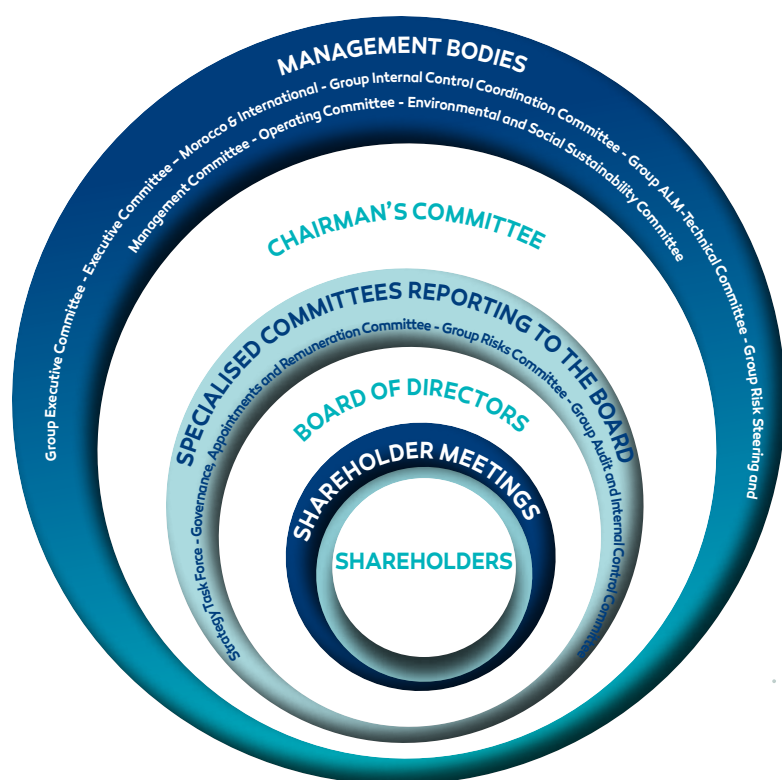 MANAGEMENT BODIES
Group Executive Committee - Executive Committee – Morocco & International - Group Internal Control Coordination Committee - Group ALM-Technical Committee - Group Risk Steering and
Management Committee - Operating Committee - Environmental and Social Sustainability Committee
CHAIRMAN'S COMMITTEE
SPECIALISED COMMITTEES REPORTING TO THE BOARD
Strategy Task Force - Governance, Appointments and Remuneration Committee - Group Risks Committee - Group Audit and Internal Control Committee
BOARD OF DIRECTORS
SHAREHOLDER MEETINGS
SHAREHOLDERS